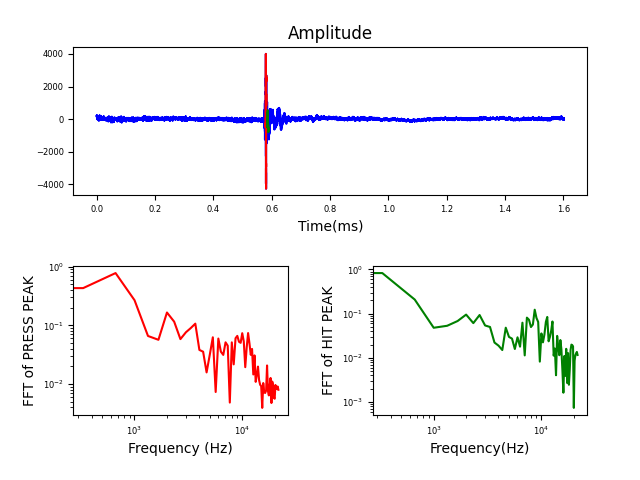 Amplitude
4000
2000
0
−2000
−4000
0.0 0.2 0.4 0.6 0.8 1.0 1.2 1.4 1.6
Time(ms)
FFT of PRESS PEAK
10⁰
10⁻¹
10⁻²
10³ 10⁴
Frequency (Hz)
FFT of HIT PEAK
10⁰
10⁻¹
10⁻²
10⁻³
10³ 10⁴
Frequency(Hz)